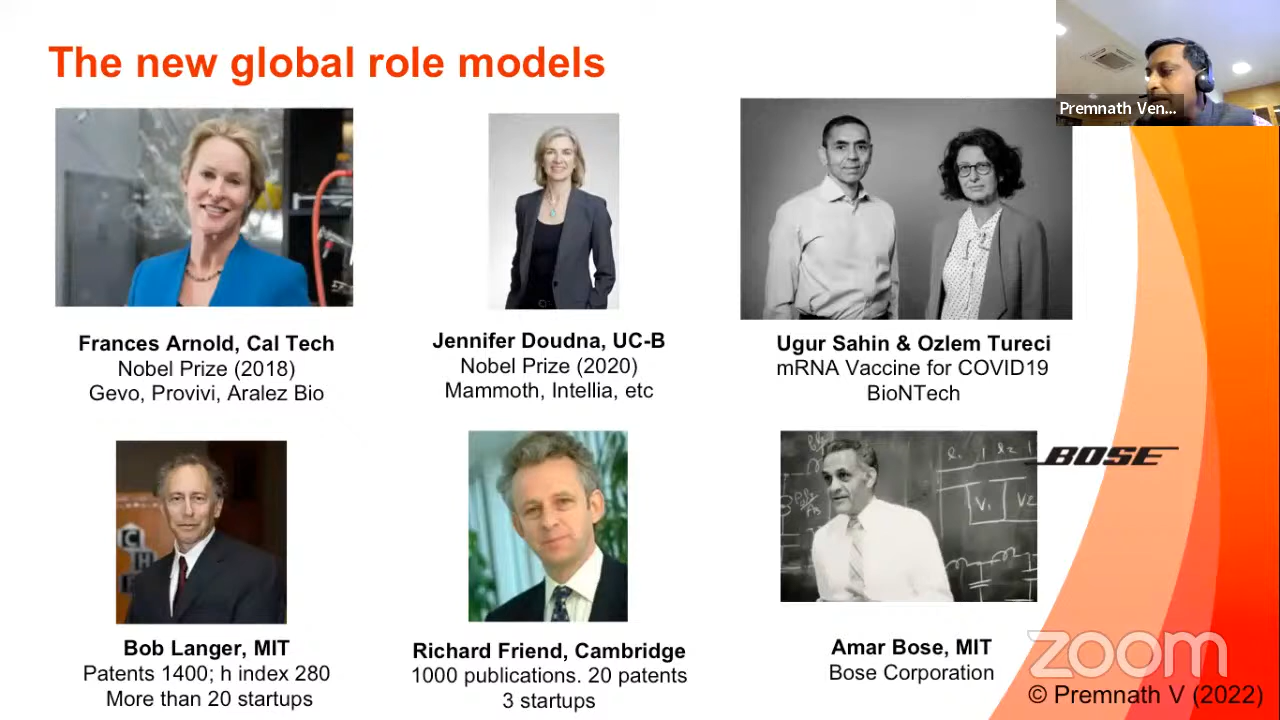 The new global role models
Premnath Ven...
Frances Arnold, Cal Tech
Nobel Prize (2018)
Gevo, Provivi, Aralez Bio
Jennifer Doudna, UC-B
Nobel Prize (2020)
Mammoth, Intellia, etc
Ugur Sahin & Ozlem Tureci
mRNA Vaccine for COVID19
BioNTech
BOSE
Bob Langer, MIT
Patents 1400; h index 280
More than 20 startups
Richard Friend, Cambridge
1000 publications. 20 patents
3 startups
Amar Bose, MIT
Bose Corporation
zoom
© Premnath V (2022)